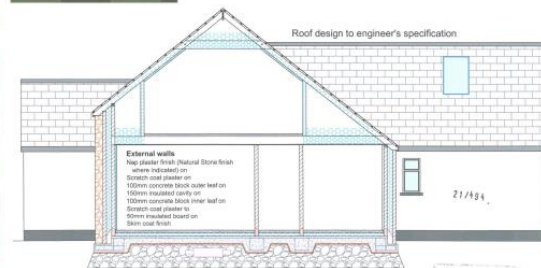 Roof design to engineer's specification
External walls
Nap plaster finish (Natural Stone finish
where indicated) on
Scratch coat plaster on
100mm concrete block outer leaf on
150mm insulated cavity on
100mm concrete block inner leaf on
Scratch coat plaster to
50mm insulated board on
Skim coat finish
21/484.